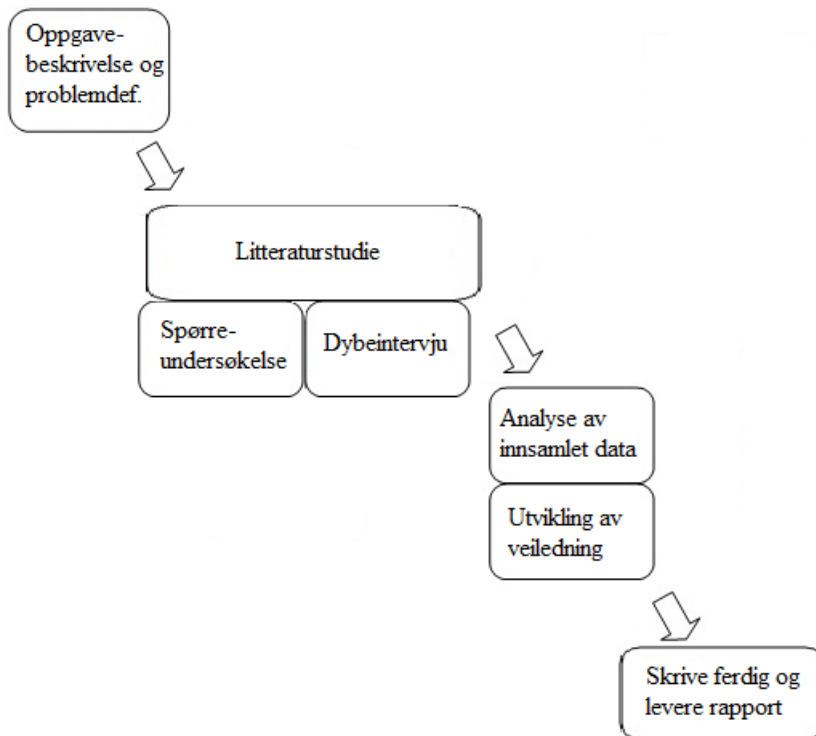 Oppgave-
beskrivelse og
problemdef.
Litteraturstudie
Spørre-
undersøkelse
Dybeintervju
Analyse av
innsamlet data
Utvikling av
veiledning
Skrive ferdig og
levere rapport